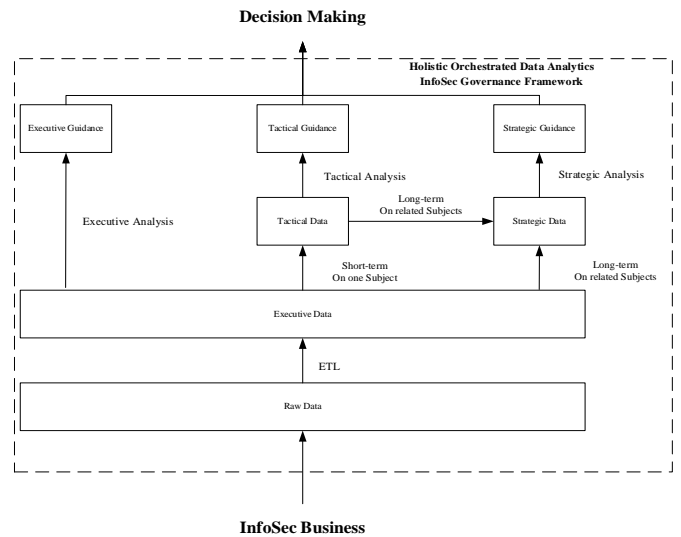 Decision Making
Holistic Orchestrated Data Analytics
InfoSec Governance Framework
Executive Guidance
Tactical Guidance
Strategic Guidance
Tactical Analysis
Strategic Analysis
Executive Analysis
Long-term
On related Subjects
Tactical Data
Strategic Data
Short-term
On one Subject
Long-term
On related Subjects
Executive Data
ETL
Raw Data
InfoSec Business